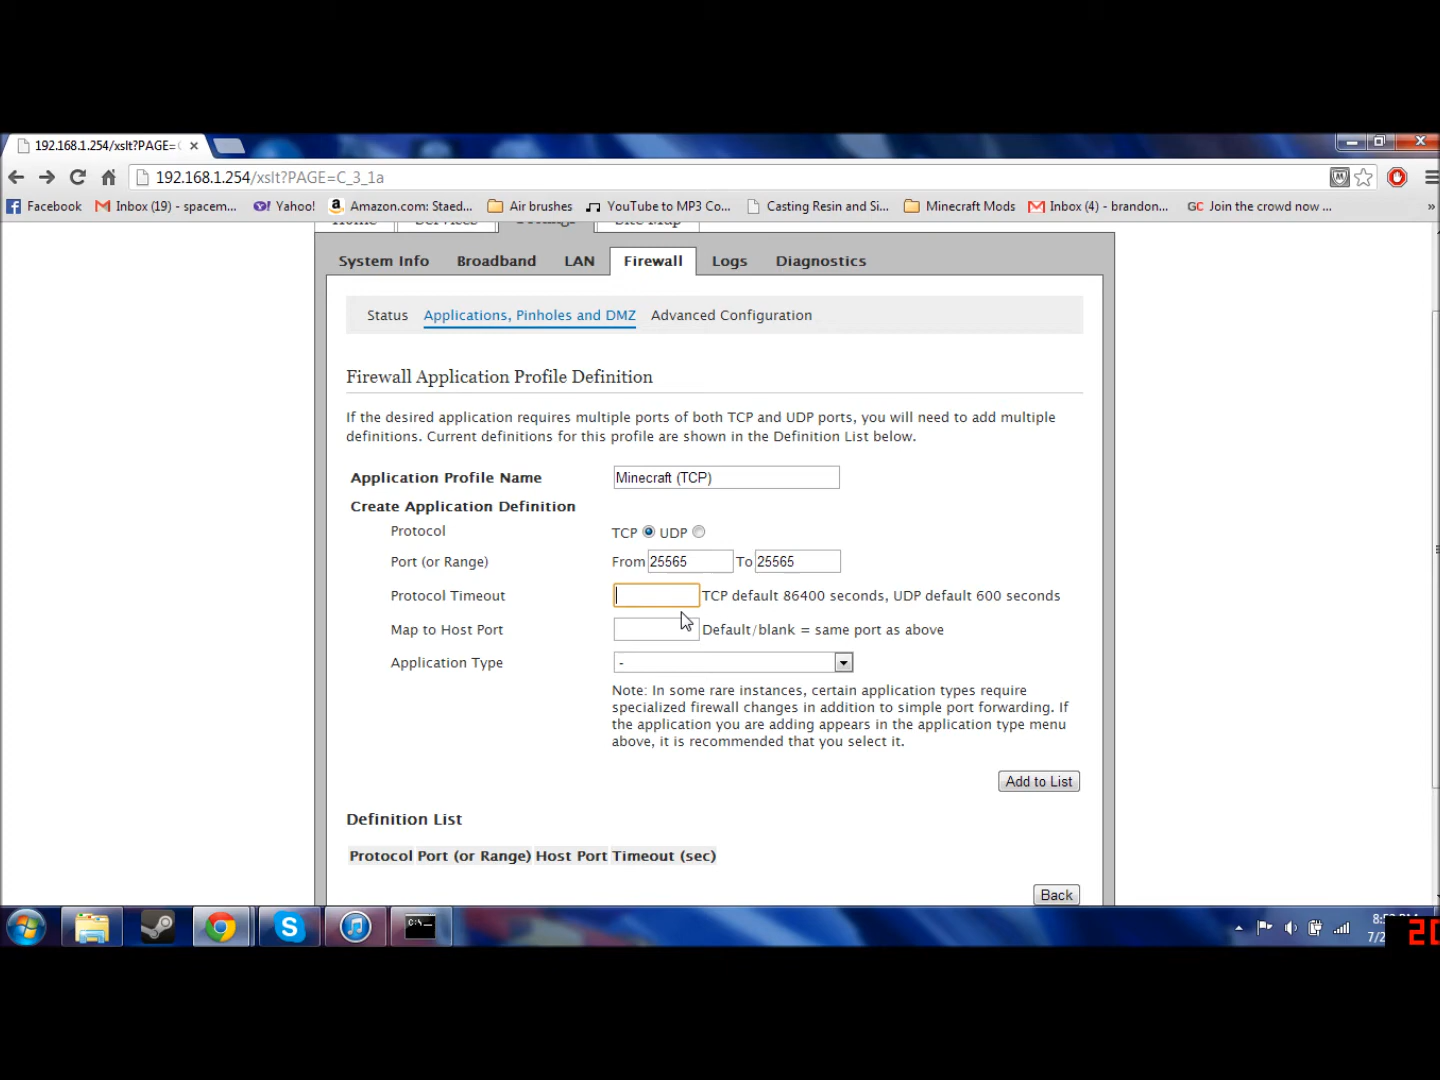 192.168.1.254/xslt?PAGE=C
192.168.1.254/xslt?PAGE=C_3_1a
Facebook Inbox (19) - spacem... Yahoo! Amazon.com: Staed... Air brushes YouTube to MP3 Co... Casting Resin and Si... Minecraft Mods Inbox (4) - brandon... GC Join the crowd now ... »
Home Services Settings Site Map
System Info Broadband LAN Firewall Logs Diagnostics
Status Applications, Pinholes and DMZ Advanced Configuration
Firewall Application Profile Definition
If the desired application requires multiple ports of both TCP and UDP ports, you will need to add multiple
definitions. Current definitions for this profile are shown in the Definition List below.
Application Profile Name Minecraft (TCP)
Create Application Definition
Protocol TCP UDP
Port (or Range) From 25565 To 25565
Protocol Timeout TCP default 86400 seconds, UDP default 600 seconds
Map to Host Port Default/blank = same port as above
Application Type -
Note: In some rare instances, certain application types require
specialized firewall changes in addition to simple port forwarding. If
the application you are adding appears in the application type menu
above, it is recommended that you select it.
Add to List
Definition List
Protocol Port (or Range) Host Port Timeout (sec)
Back
C:\_
20